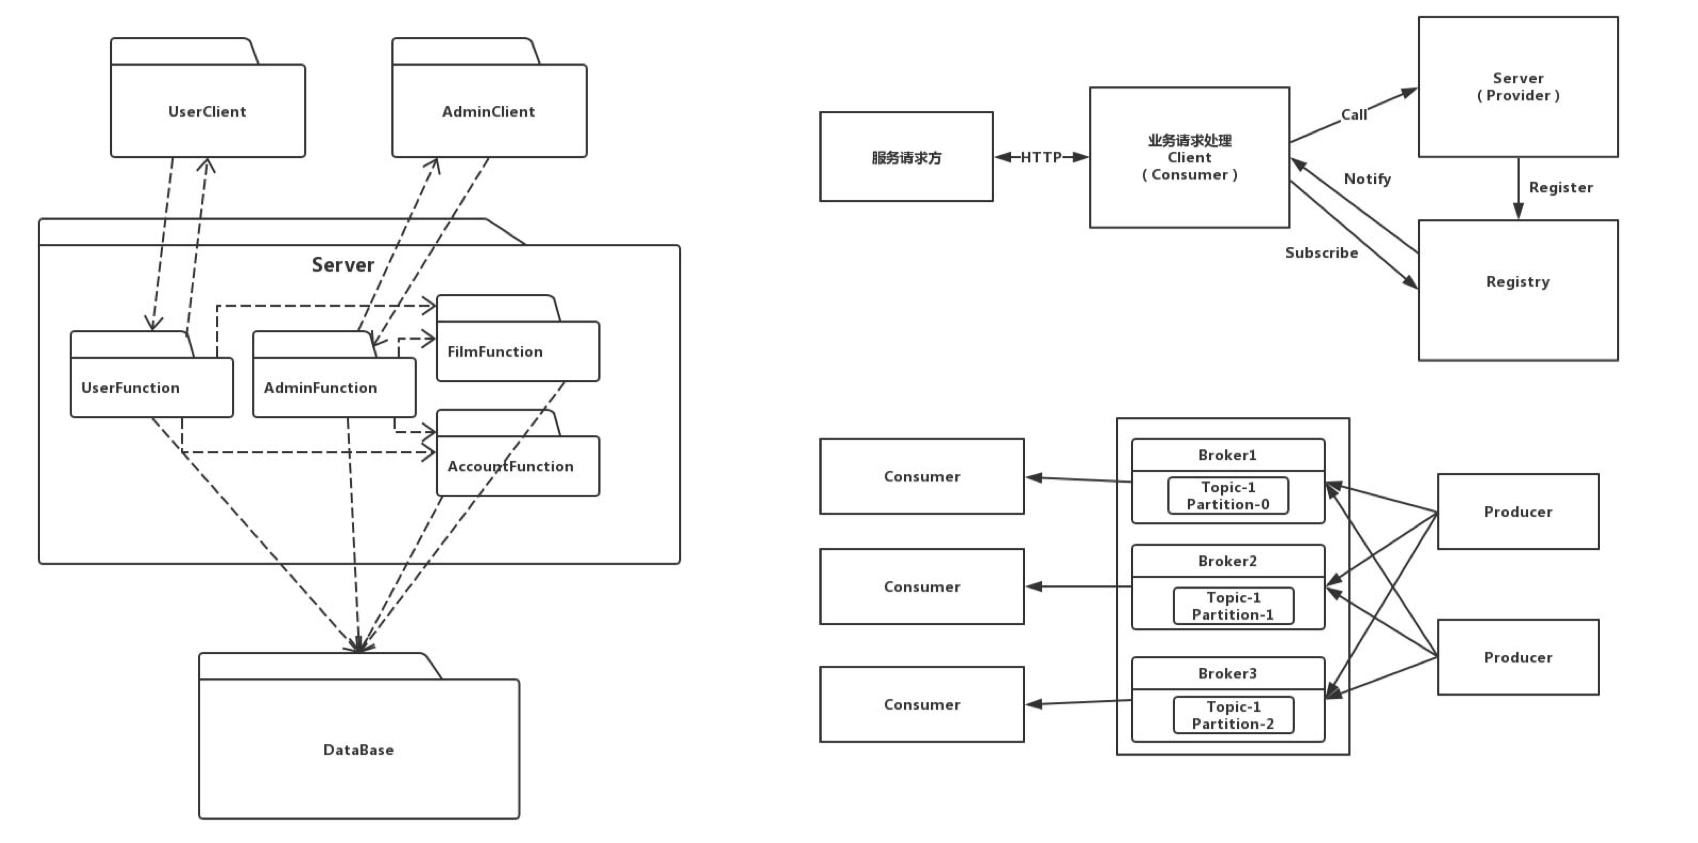 UserClient
AdminClient
Server
UserFunction
AdminFunction
FilmFunction
AccountFunction
DataBase
服务请求方
HTTP
业务请求处理
Client
( Consumer )
Call
Server
( Provider )
Notify
Register
Subscribe
Registry
Consumer
Consumer
Consumer
Broker1
Topic-1
Partition-0
Broker2
Topic-1
Partition-1
Broker3
Topic-1
Partition-2
Producer
Producer